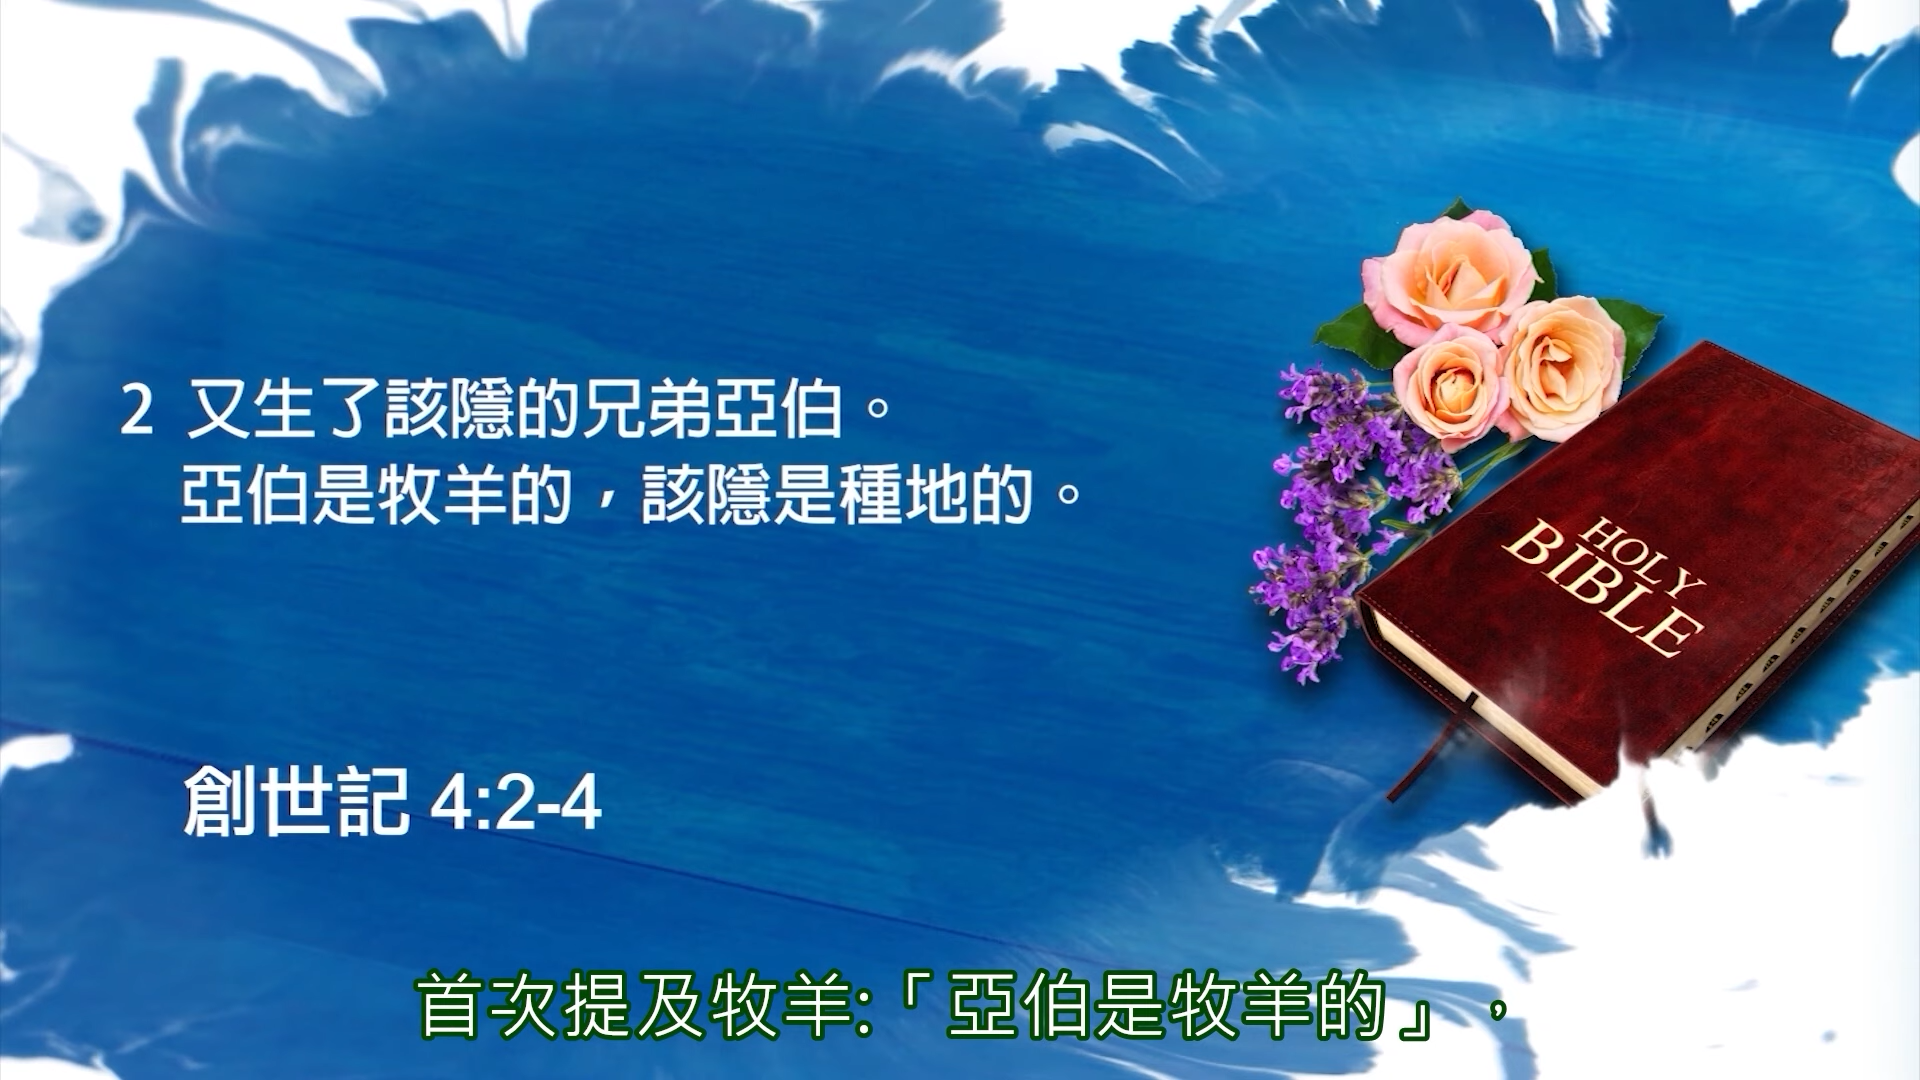 2 又生了該隱的兄弟亞伯。
亞伯是牧羊的，該隱是種地的。
HOLY
BIBLE
創世記 4:2-4
首次提及牧羊:「亞伯是牧羊的」，